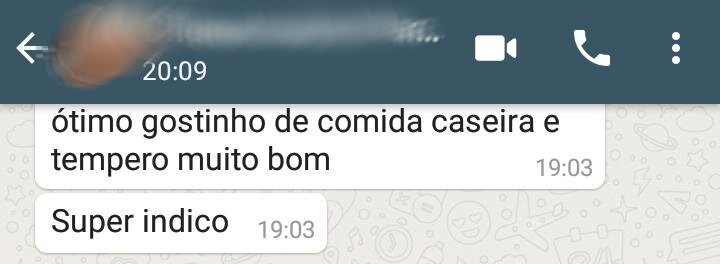 20:09
ótimo gostinho de comida caseira e
tempero muito bom
19:03
Super indico
19:03